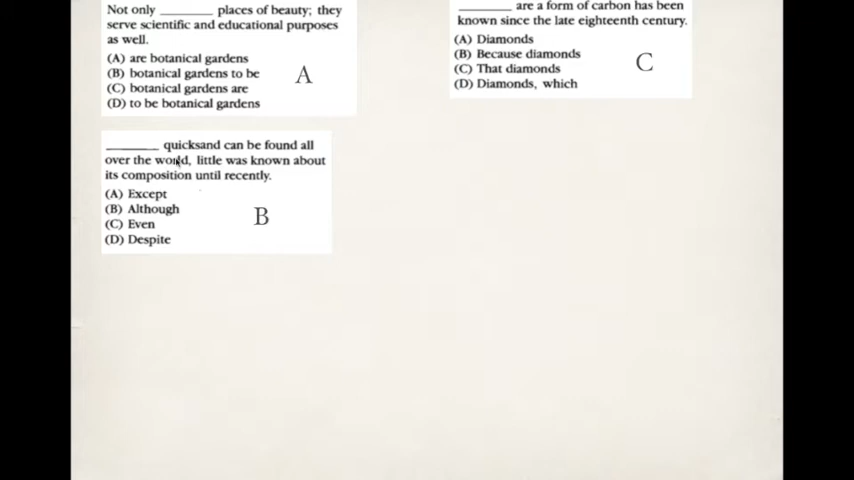 Not only ________ places of beauty; they
serve scientific and educational purposes
as well.
(A) are botanical gardens
(B) botanical gardens to be
(C) botanical gardens are
(D) to be botanical gardens
A
________ are a form of carbon has been
known since the late eighteenth century.
(A) Diamonds
(B) Because diamonds
(C) That diamonds
(D) Diamonds, which
C
________ quicksand can be found all
over the world, little was known about
its composition until recently.
(A) Except
(B) Although
(C) Even
(D) Despite
B